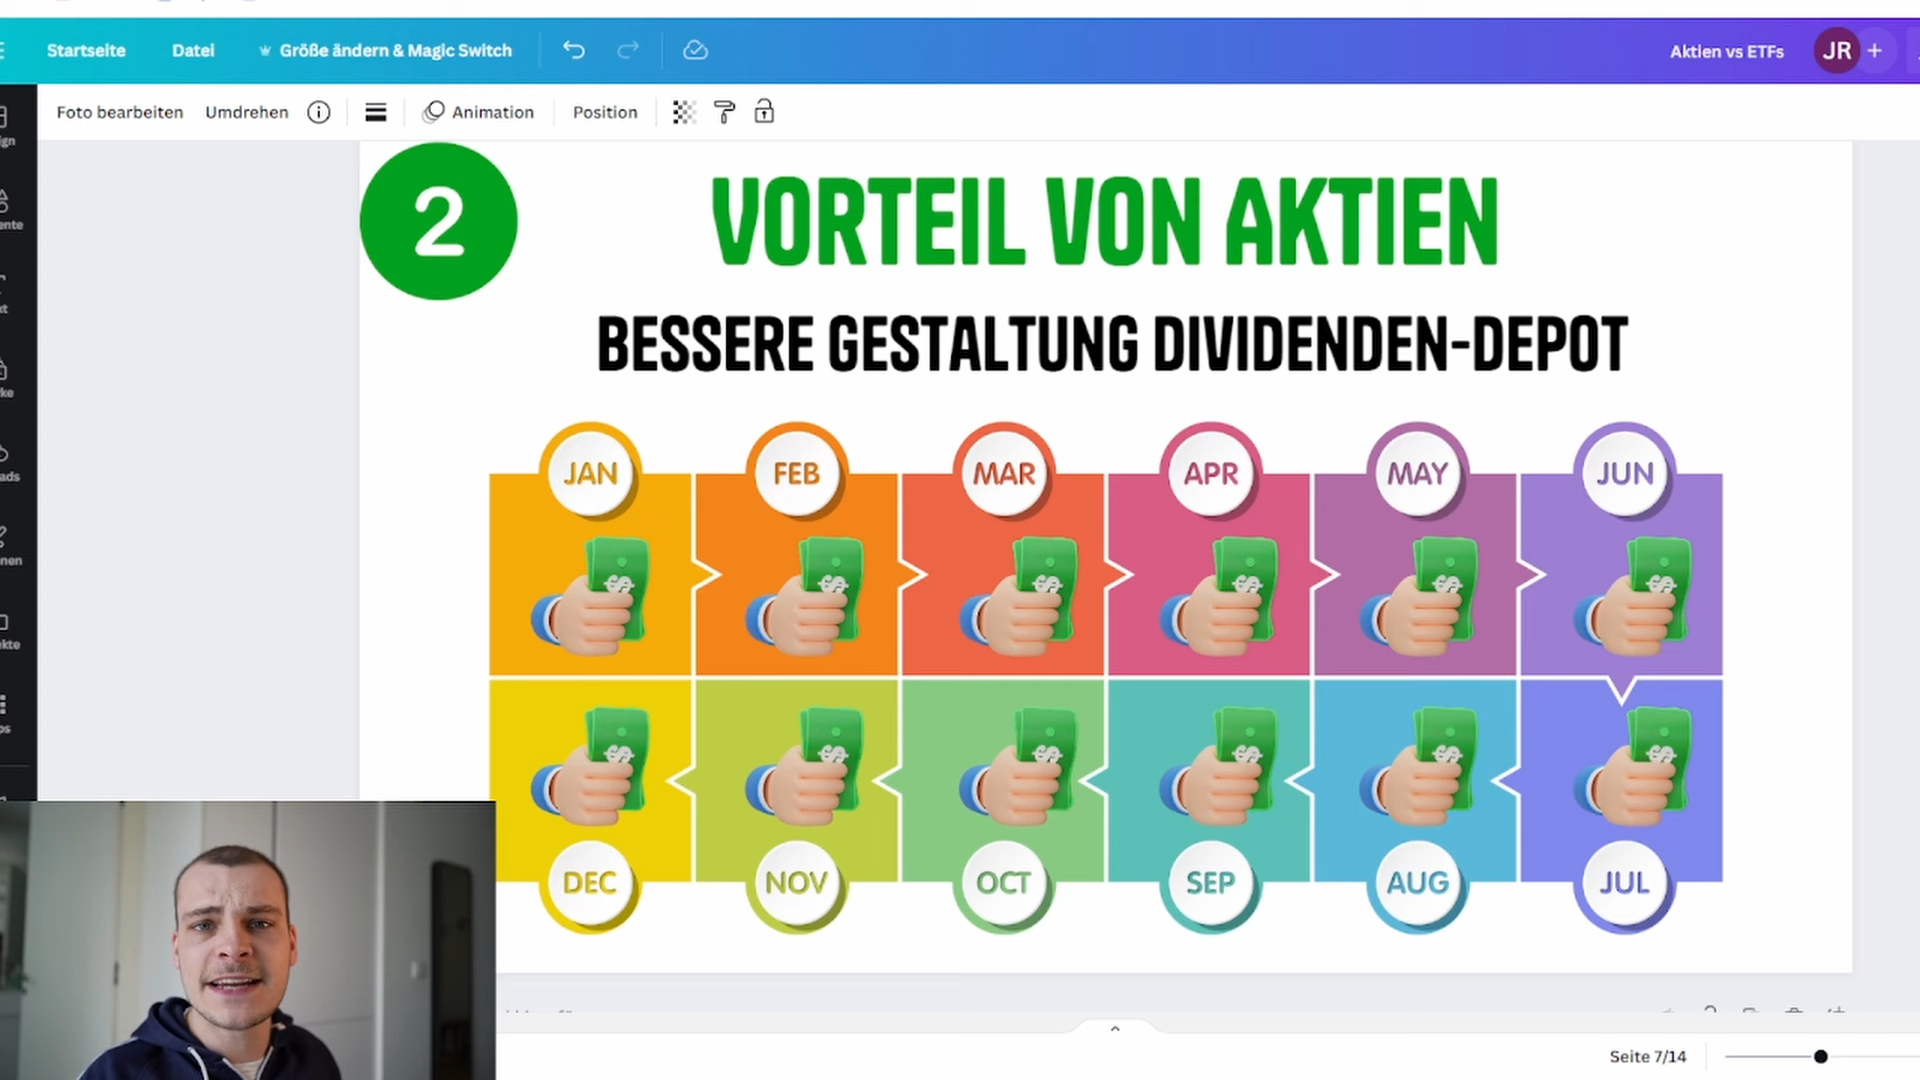 Startseite Datei Größe ändern & Magic Switch Aktien vs ETFs JR
Foto bearbeiten Umdrehen Animation Position
2
VORTEIL VON AKTIEN
BESSERE GESTALTUNG DIVIDENDEN-DEPOT
JAN FEB MAR APR MAY JUN
DEC NOV OCT SEP AUG JUL
Seite 7/14